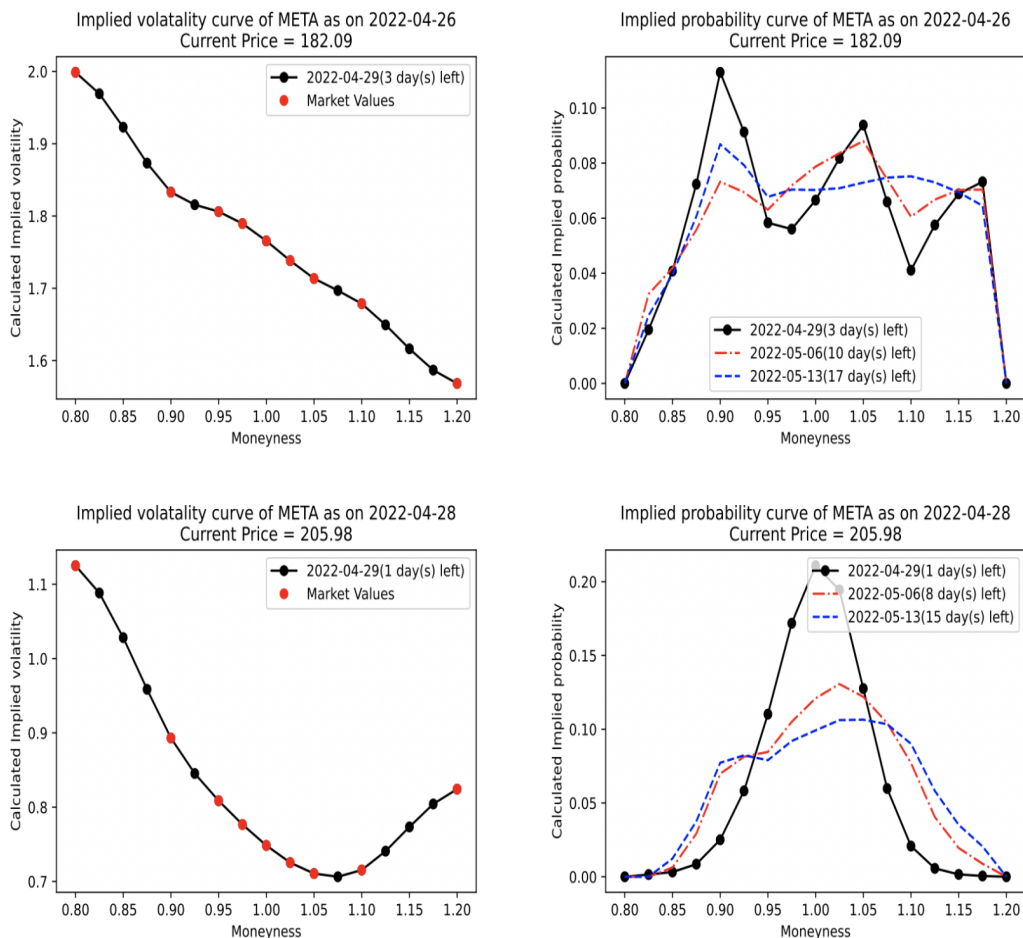 Implied volatality curve of META as on 2022-04-26
Current Price = 182.09
2.0
1.9
1.8
1.7
1.6
Calculated Implied volatility
2022-04-29(3 day(s) left)
Market Values
0.80 0.85 0.90 0.95 1.00 1.05 1.10 1.15 1.20
Moneyness
Implied probability curve of META as on 2022-04-26
Current Price = 182.09
0.10
0.08
0.06
0.04
0.02
0.00
Calculated Implied probability
2022-04-29(3 day(s) left)
2022-05-06(10 day(s) left)
2022-05-13(17 day(s) left)
0.80 0.85 0.90 0.95 1.00 1.05 1.10 1.15 1.20
Moneyness
Implied volatality curve of META as on 2022-04-28
Current Price = 205.98
1.1
1.0
0.9
0.8
0.7
Calculated Implied volatility
2022-04-29(1 day(s) left)
Market Values
0.80 0.85 0.90 0.95 1.00 1.05 1.10 1.15 1.20
Moneyness
Implied probability curve of META as on 2022-04-28
Current Price = 205.98
0.20
0.15
0.10
0.05
0.00
Calculated Implied probability
2022-04-29(1 day(s) left)
2022-05-06(8 day(s) left)
2022-05-13(15 day(s) left)
0.80 0.85 0.90 0.95 1.00 1.05 1.10 1.15 1.20
Moneyness